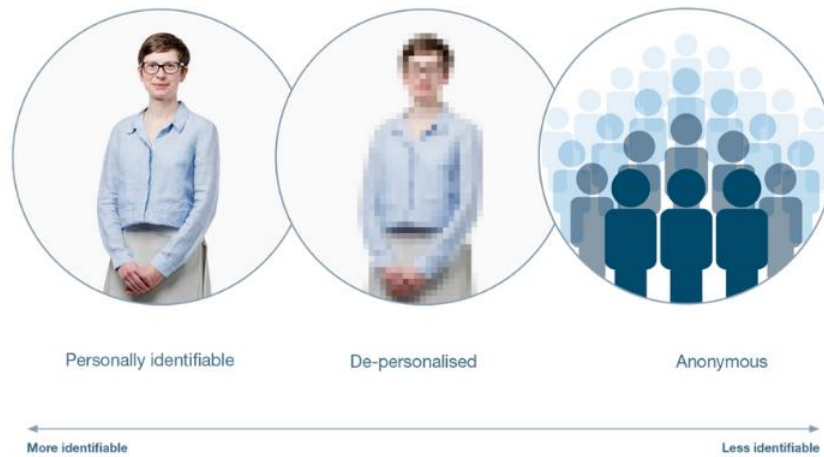 Personally identifiable
De-personalised
Anonymous
More identifiable
Less identifiable